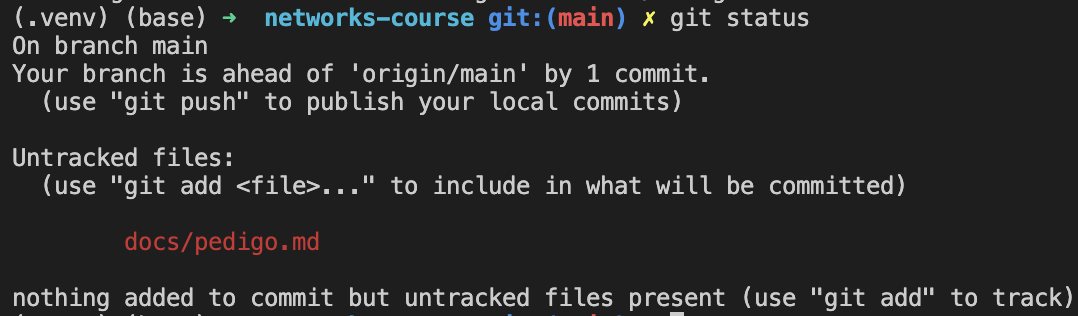 (.venv) (base) ➜ networks-course git:(main) ✗ git status
On branch main
Your branch is ahead of 'origin/main' by 1 commit.
(use "git push" to publish your local commits)
Untracked files:
(use "git add <file>..." to include in what will be committed)
docs/pedigo.md
nothing added to commit but untracked files present (use "git add" to track)